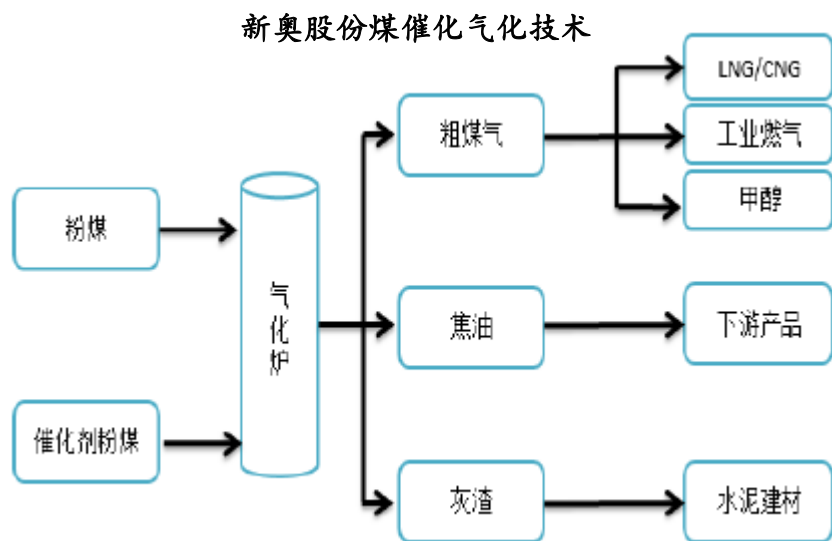 新奥股份煤催化气化技术
LNG/CNG
粗煤气
工业燃气
甲醇
粉煤
气化炉
焦油
下游产品
催化剂粉煤
灰渣
水泥建材